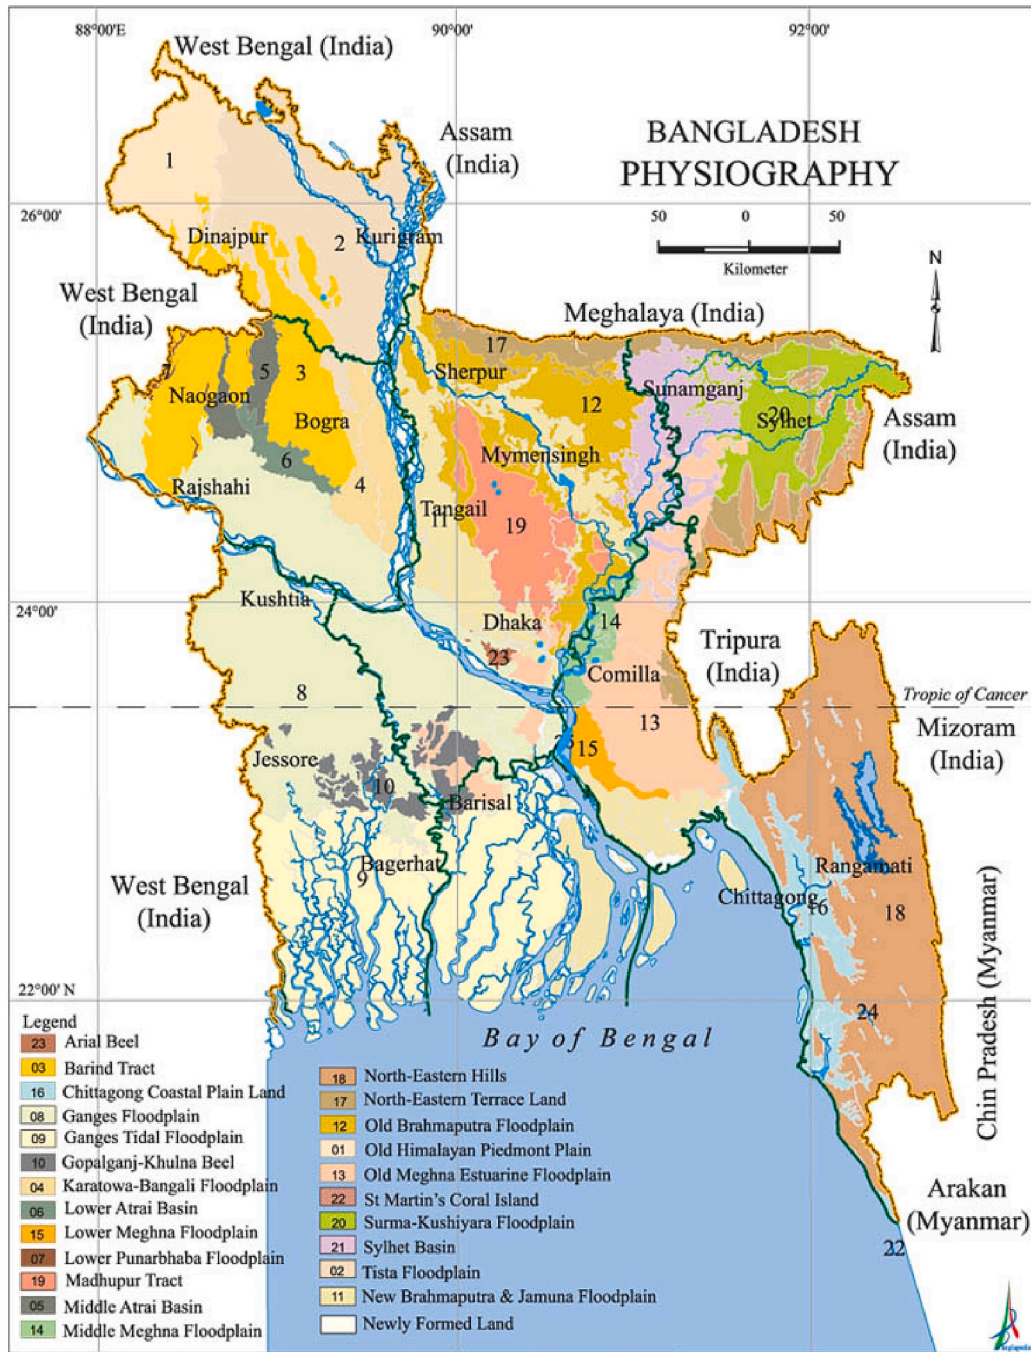 88°00'E
90°00'
92°00'
West Bengal (India)
Assam
(India)
BANGLADESH
PHYSIOGRAPHY
1
26°00'
50 0 50
Kilometer
N
Dinajpur
2
Kurigram
West Bengal
(India)
Meghalaya (India)
17
7
5
3
Sherpur
Sunamganj
Naogaon
12
20
Sylhet
Assam
(India)
Bogra
6
Mymensingh
Rajshahi
4
Tangail
11
19
Kushtia
24°00'
Dhaka
14
23
Comilla
Tripura
(India)
8
Tropic of Cancer
13
Mizoram
(India)
15
Jessore
10
Barisal
Bagerhat
9
Rangamati
West Bengal
(India)
Chittagong
16
18
Chin Pradesh (Myanmar)
22°00' N
24
Bay of Bengal
Arakan
(Myanmar)
22
Legend
23 Arial Beel
03 Barind Tract
16 Chittagong Coastal Plain Land
08 Ganges Floodplain
09 Ganges Tidal Floodplain
10 Gopalganj-Khulna Beel
04 Karatowa-Bangali Floodplain
06 Lower Atrai Basin
15 Lower Meghna Floodplain
07 Lower Punarbhaba Floodplain
19 Madhupur Tract
05 Middle Atrai Basin
14 Middle Meghna Floodplain
18 North-Eastern Hills
17 North-Eastern Terrace Land
12 Old Brahmaputra Floodplain
01 Old Himalayan Piedmont Plain
13 Old Meghna Estuarine Floodplain
22 St Martin's Coral Island
20 Surma-Kushiyara Floodplain
21 Sylhet Basin
02 Tista Floodplain
11 New Brahmaputra & Jamuna Floodplain
Newly Formed Land